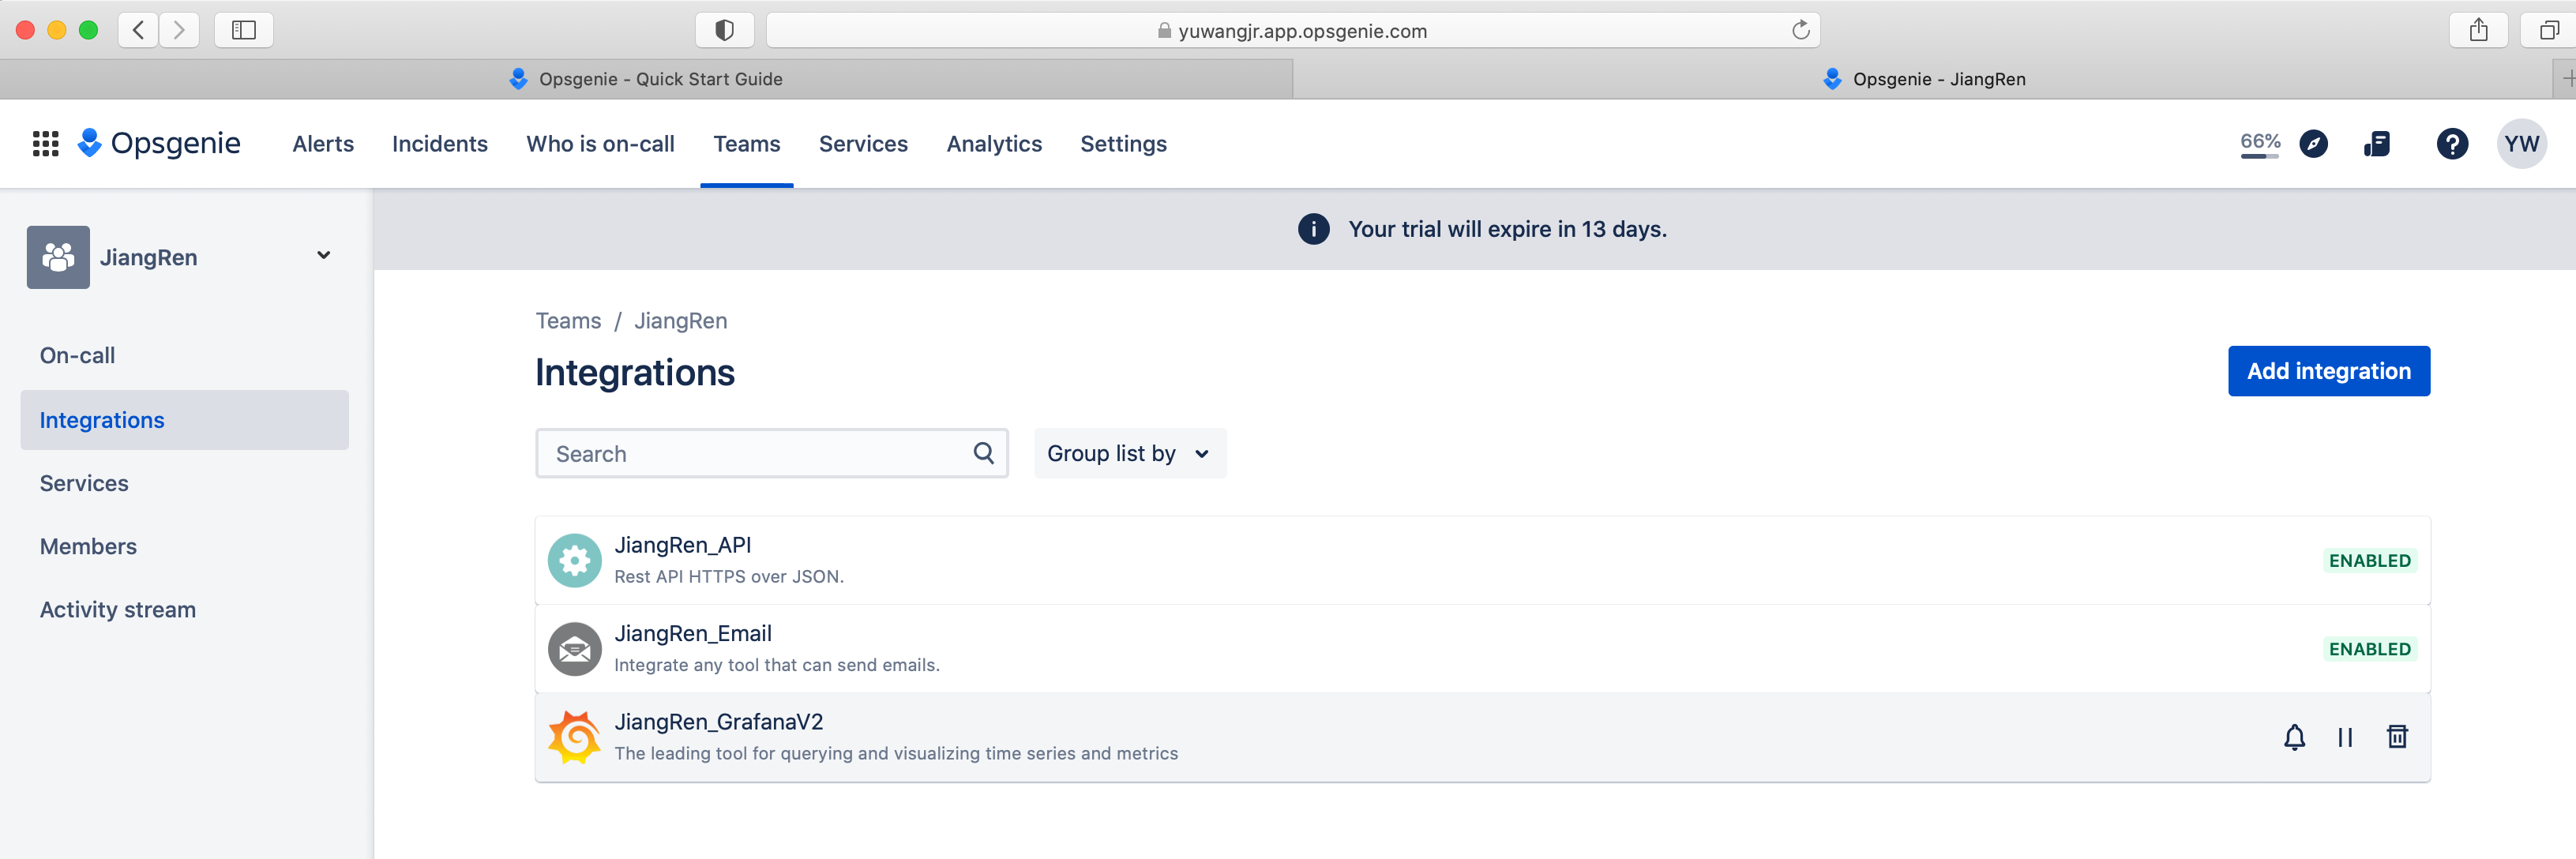 yuwangjr.app.opsgenie.com
Opsgenie - Quick Start Guide
Opsgenie - JiangRen
Opsgenie
Alerts
Incidents
Who is on-call
Teams
Services
Analytics
Settings
66%
?
YW
JiangRen
On-call
Integrations
Services
Members
Activity stream
i Your trial will expire in 13 days.
Teams / JiangRen
Integrations
Add integration
Search
Group list by
JiangRen_API
Rest API HTTPS over JSON.
ENABLED
JiangRen_Email
Integrate any tool that can send emails.
ENABLED
JiangRen_GrafanaV2
The leading tool for querying and visualizing time series and metrics